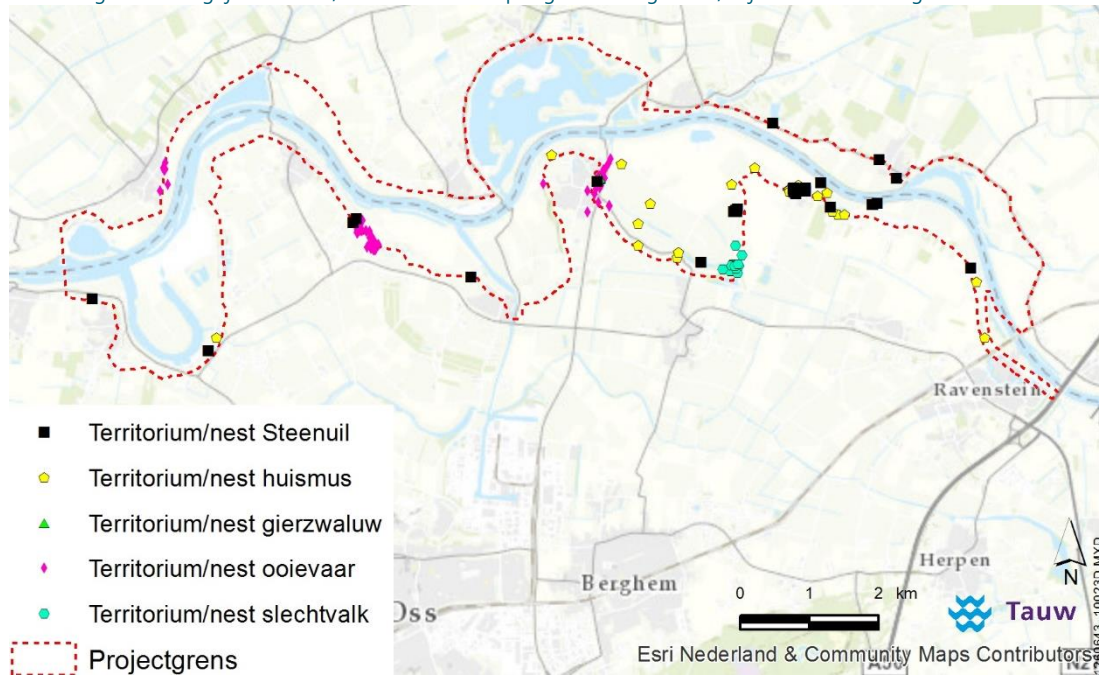 Ravenstein
Territorium/nest Steenuil
Territorium/nest huismus
Territorium/nest gierzwaluw
Territorium/nest ooievaar
Territorium/nest slechtvalk
Projectgrens
Oss
Berghem
Herpen
0 1 2 km
N
Tauw
Esri Nederland & Community Maps Contributors
A50